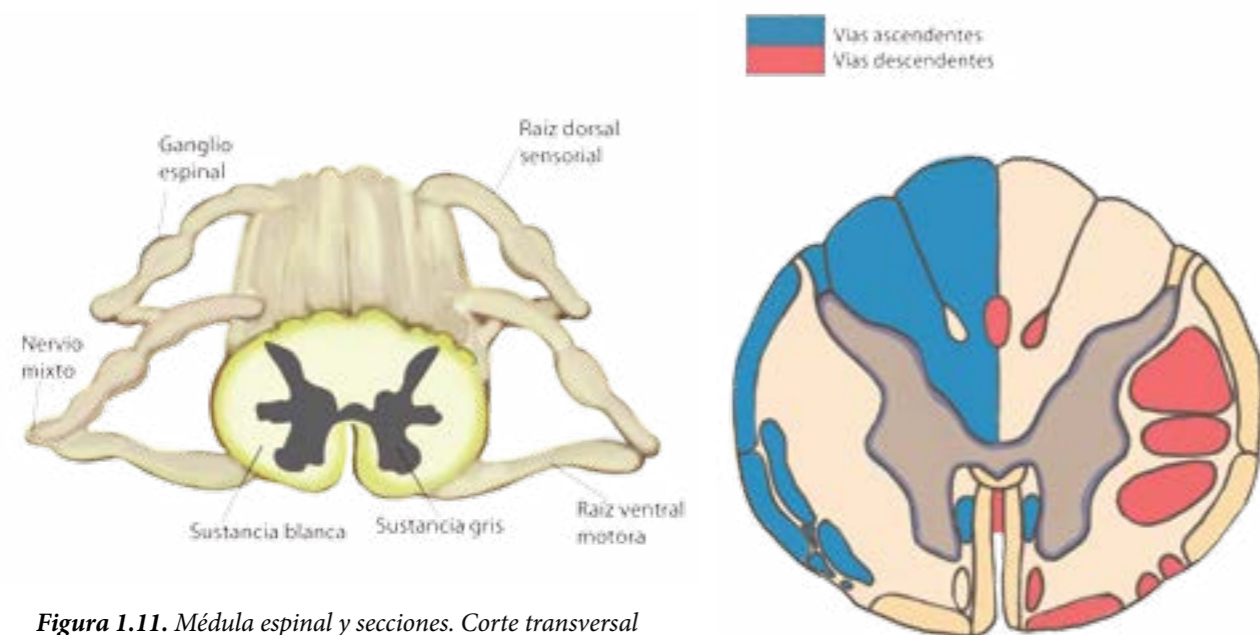 Vías ascendentes
Vías descendentes
Ganglio
espinal
Raíz dorsal
sensorial
Nervio
mixto
Sustancia blanca
Sustancia gris
Raíz ventral
motora
Figura 1.11. Médula espinal y secciones. Corte transversal